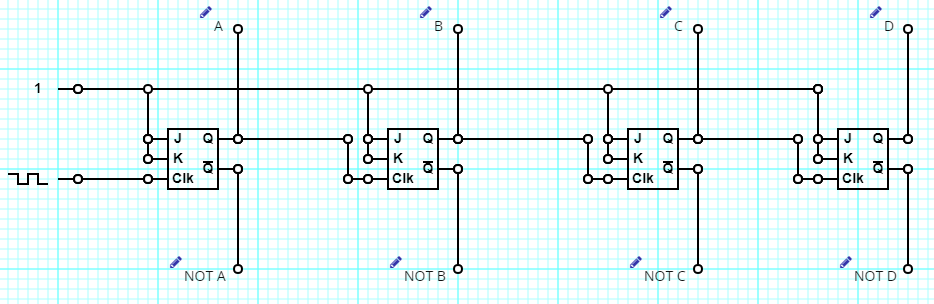 A B C D
1
J Q J Q J Q J Q
K Q̅ K Q̅ K Q̅ K Q̅
Clk Clk Clk Clk
NOT A NOT B NOT C NOT D